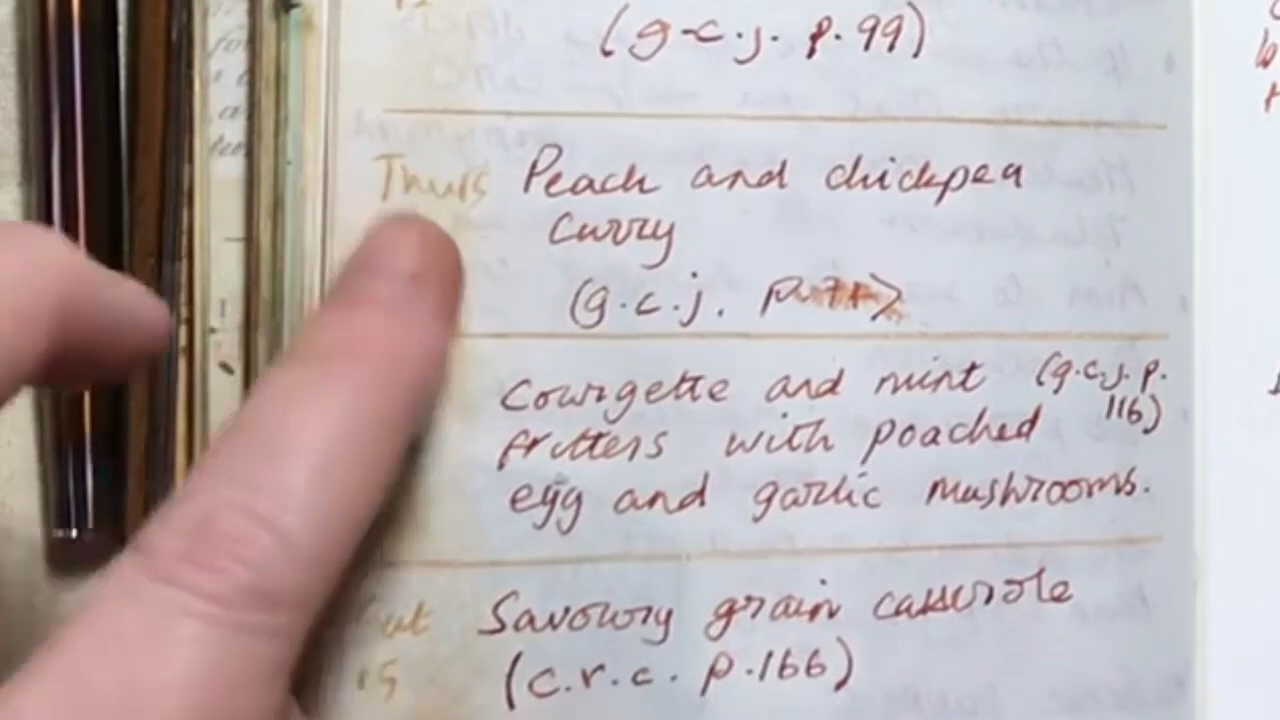 (g.c.j. p.99)
Thurs Peach and chickpea
curry
(g.c.j.
Courgette and mint (g.c.j. p.
116)
fritters with poached
egg and garlic mushrooms.
Savoury grain casserole
15 (c.r.c. p.166)